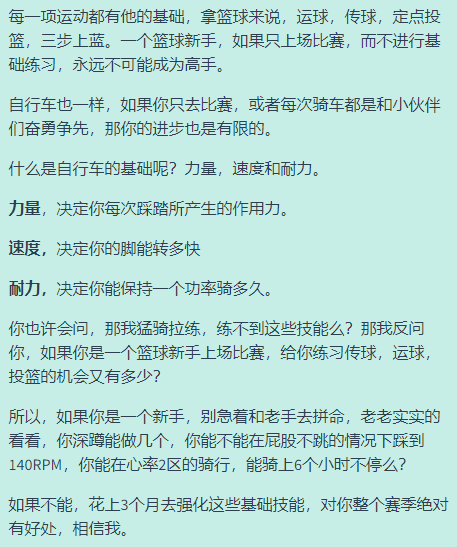 每一项运动都有他的基础，拿篮球来说，运球，传球，定点投
篮，三步上蓝。一个篮球新手，如果只上场比赛，而不进行基
础练习，永远不可能成为高手。
自行车也一样，如果你只去比赛，或者每次骑车都是和小伙伴
们奋勇争先，那你的进步也是有限的。
什么是自行车的基础呢？力量，速度和耐力。
力量，决定你每次踩踏所产生的作用力。
速度，决定你的脚能转多快
耐力，决定你能保持一个功率骑多久。
你也许会问，那我猛骑拉练，练不到这些技能么？那我反问
你，如果你是一个篮球新手上场比赛，给你练习传球，运球，
投篮的机会又有多少？
所以，如果你是一个新手，别急着和老手去拼命，老老实实的
看看，你深蹲能做几个，你能不能在屁股不跳的情况下踩到
140RPM，你能在心率2区的骑行，能骑上6个小时不停么？
如果不能，花上3个月去强化这些基础技能，对你整个赛季绝对
有好处，相信我。